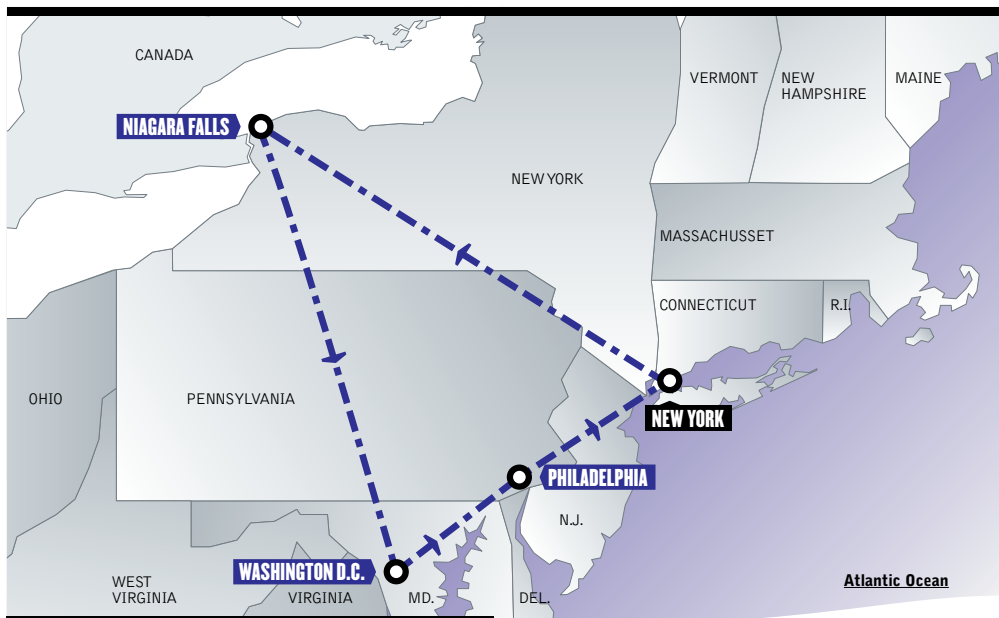 CANADA
VERMONT
NEW
HAMPSHIRE
MAINE
NIAGARA FALLS
NEW YORK
MASSACHUSSET
CONNECTICUT
R.I.
OHIO
PENNSYLVANIA
NEW YORK
PHILADELPHIA
N.J.
WASHINGTON D.C.
WEST
VIRGINIA
VIRGINIA
MD.
DEL.
Atlantic Ocean